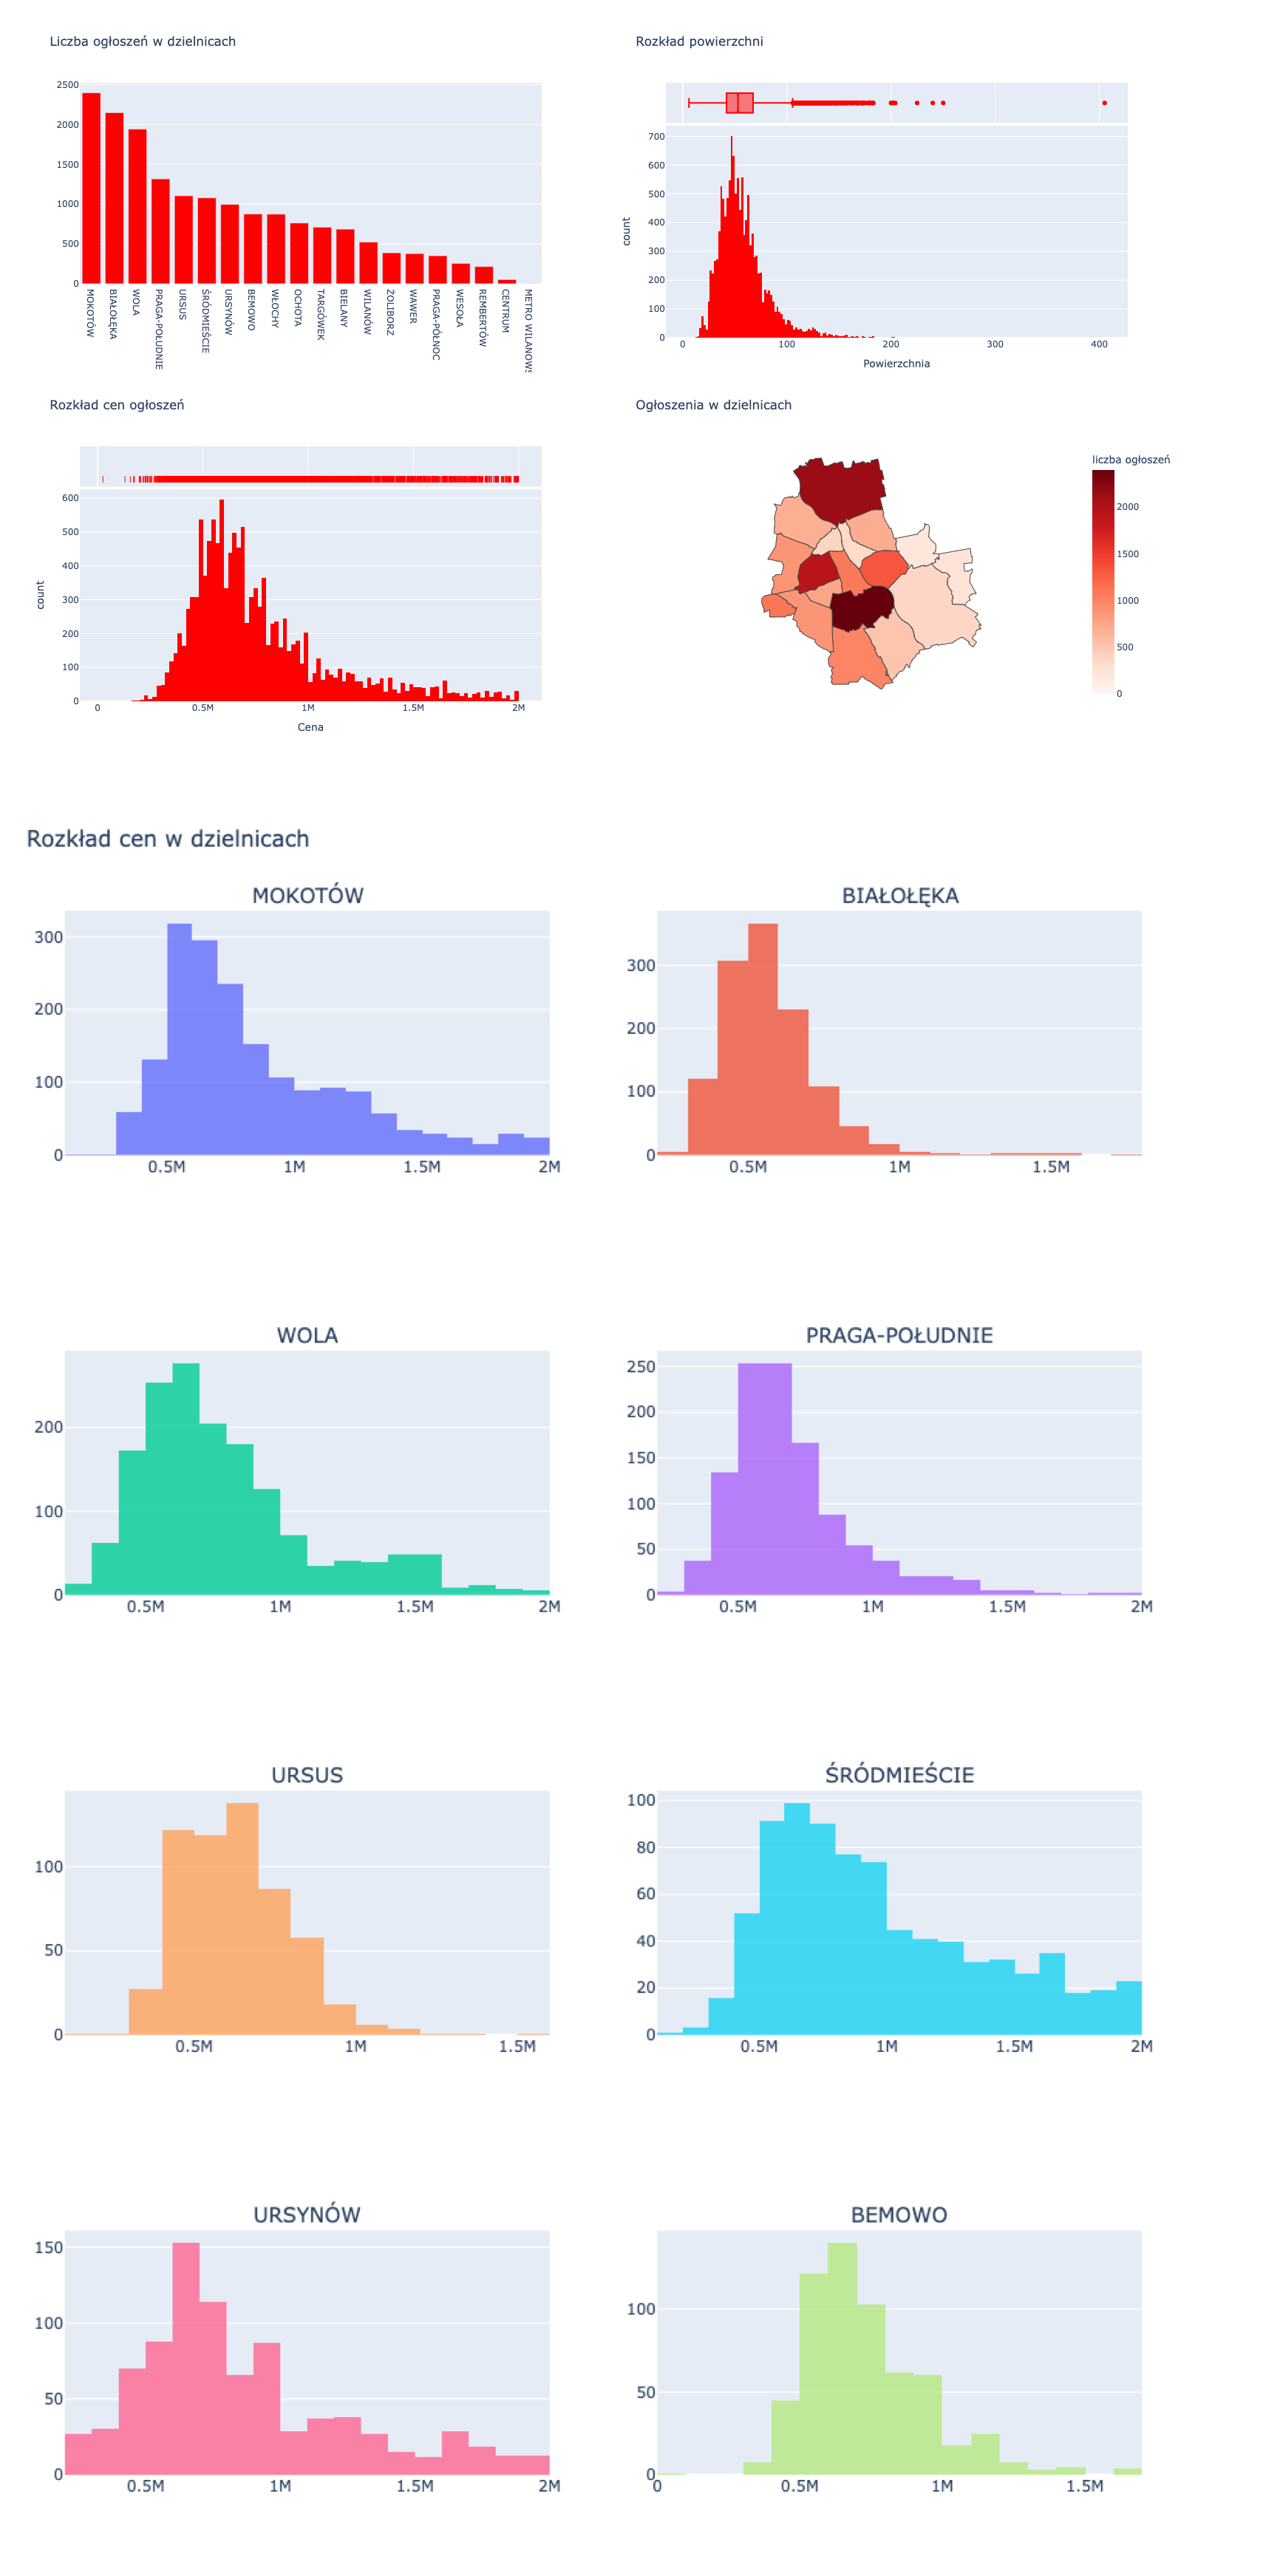 Liczba ogłoszeń w dzielnicach
2500
2000
1500
1000
500
0
MOKOTÓW
BIAŁOŁĘKA
WOLA
PRAGA-POŁUDNIE
URSUS
ŚRÓDMIEŚCIE
URSYNÓW
BEMOWO
WŁOCHY
OCHOTA
TARGÓWEK
BIELANY
WILANÓW
ŻOLIBORZ
WAWER
PRAGA-PÓŁNOC
WESOŁA
REMBERTÓW
CENTRUM
METRO WILANOWS
Rozkład powierzchni
700
600
500
400
300
200
100
0
count
0 100 200 300 400
Powierzchnia
Rozkład cen ogłoszeń
600
500
400
300
200
100
0
count
0 0.5M 1M 1.5M 2M
Cena
Ogłoszenia w dzielnicach
liczba ogłoszeń
2000
1500
1000
500
0
Rozkład cen w dzielnicach
MOKOTÓW
300
200
100
0
0.5M 1M 1.5M 2M
BIAŁOŁĘKA
300
200
100
0
0.5M 1M 1.5M
WOLA
200
100
0
0.5M 1M 1.5M 2M
PRAGA-POŁUDNIE
250
200
150
100
50
0
0.5M 1M 1.5M 2M
URSUS
100
50
0
0.5M 1M 1.5M
ŚRÓDMIEŚCIE
100
80
60
40
20
0
0.5M 1M 1.5M 2M
URSYNÓW
150
100
50
0
0.5M 1M 1.5M 2M
BEMOWO
100
50
0
0 0.5M 1M 1.5M